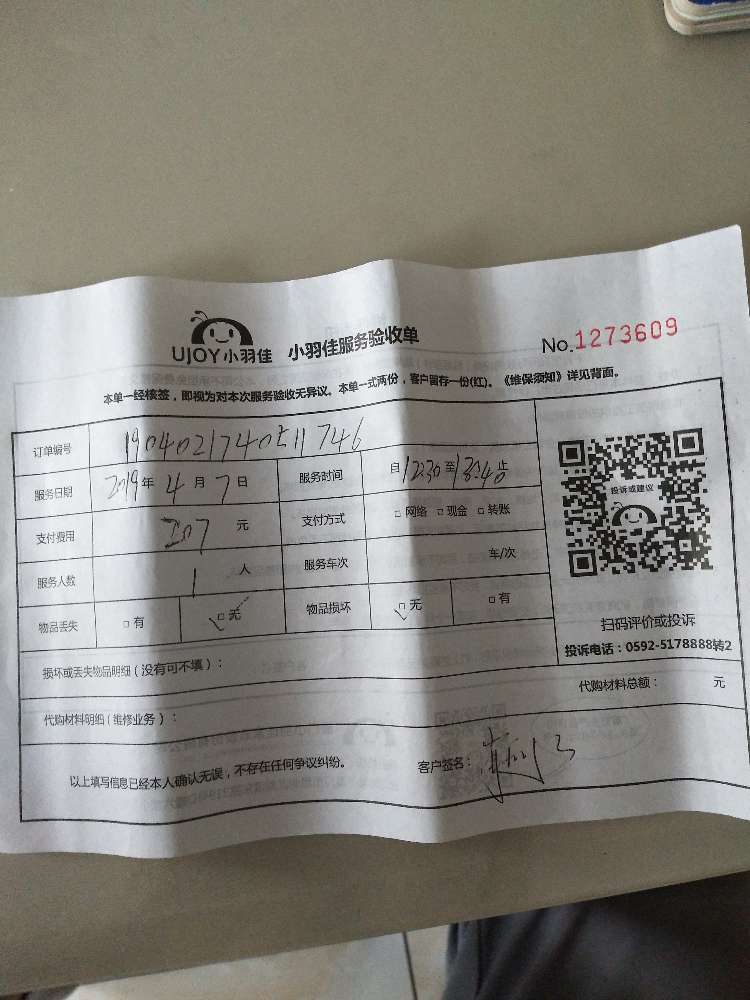 UJOY小羽佳 小羽佳服务验收单 No.1273609
本单一经核签，即视为对本次服务验收无异议。本单一式两份，客户留存一份(红)。《维保须知》详见背面。
订单编号
服务日期 2019年4月7日 服务时间 自12:30至 止
支付费用 207元 支付方式 □网络 □现金 □转账
服务人数 1人 服务车次 车/次
物品丢失 □有 □无 物品损坏 □无 □有
投诉或建议
扫码评价或投诉
投诉电话：0592-5178888转2
损坏或丢失物品明细（没有可不填）：
代购材料明细（维修业务）： 代购材料总额： 元
以上填写信息已经本人确认无误，不存在任何争议纠纷。 客户签名：